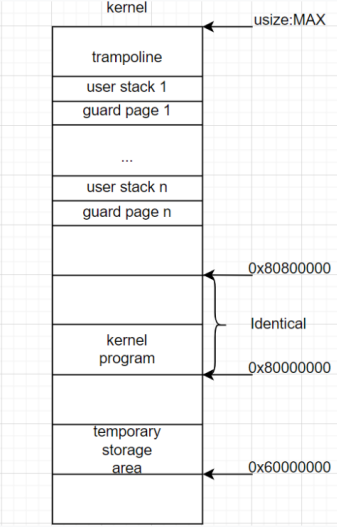 kernel
usize:MAX
trampoline
user stack 1
guard page 1
...
user stack n
guard page n
0x80800000
Identical
kernel
program
0x80000000
temporary
storage
area
0x60000000